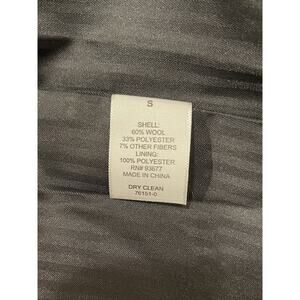 S
SHELL:
60% WOOL
33% POLYESTER
7% OTHER FIBERS
LINING:
100% POLYESTER
RN# 93677
MADE IN CHINA
DRY CLEAN
76151-0